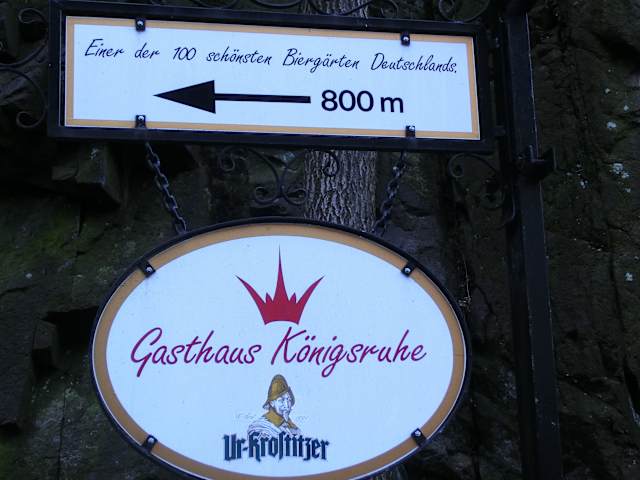 Einer der 100 schönsten Biergärten Deutschlands.
800 m
Gasthaus Königsruhe
Ur-Krostitzer